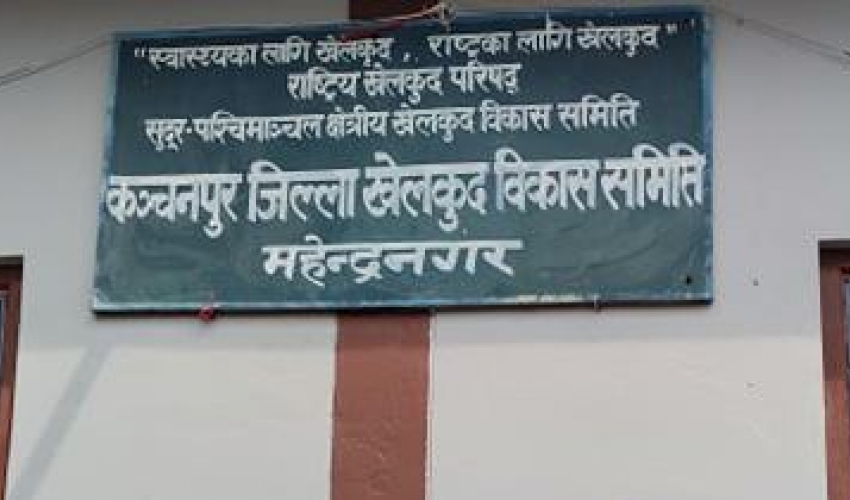 "स्वास्थ्यका लागि खेलकुद, राष्ट्रका लागि खेलकुद"
राष्ट्रिय खेलकुद परिषद्
सुदूर-पश्चिमाञ्चल क्षेत्रीय खेलकुद विकास समिति
कञ्चनपुर जिल्ला खेलकुद विकास समिति
महेन्द्रनगर